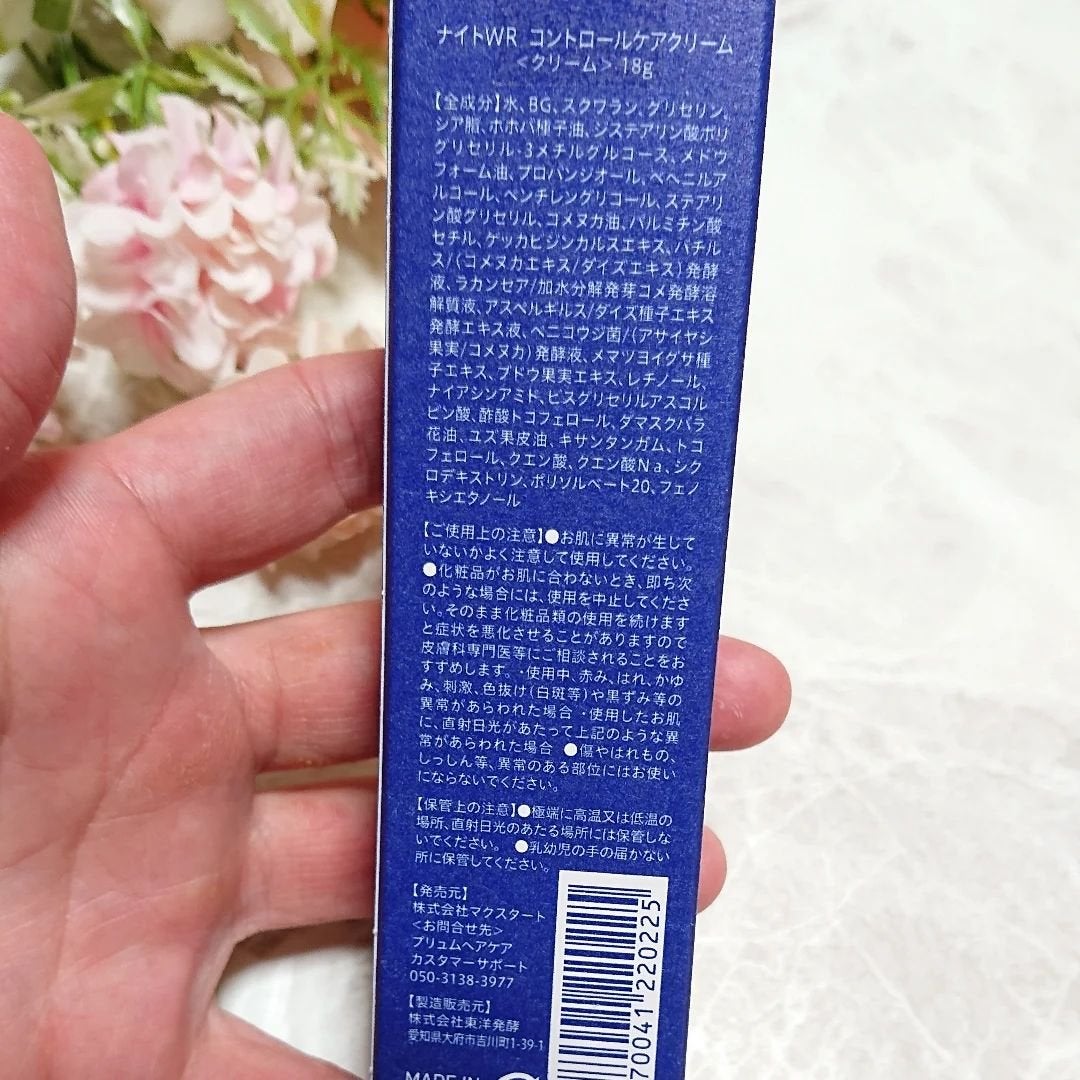 ナイトWR コントロールケアクリーム
＜クリーム＞ 18g
【全成分】水、BG、スクワラン、グリセリン、
シア脂、ホホバ種子油、ジステアリン酸ポリ
グリセリル-3メチルグルコース、メドウ
フォーム油、プロパンジオール、ベヘニルア
ルコール、ペンチレングリコール、ステアリ
ン酸グリセリル、コメヌカ油、パルミチン酸
セチル、ゲッカビジンカルスエキス、バチル
ス/(コメヌカエキス/ダイズエキス)発酵
液、ラカンセア/加水分解発芽コメ発酵溶
解質液、アスペルギルス/ダイズ種子エキス
発酵エキス液、ベニコウジ菌/(アサイヤシ
果実/コメヌカ)発酵液、メマツヨイグサ種
子エキス、ブドウ果実エキス、レチノール、
ナイアシンアミド、ビスグリセリルアスコル
ビン酸、酢酸トコフェロール、ダマスクバラ
花油、ユズ果皮油、キサンタンガム、トコ
フェロール、クエン酸、クエン酸Na、シク
ロデキストリン、ポリソルベート20、フェノ
キシエタノール
【ご使用上の注意】●お肌に異常が生じて
いないかよく注意して使用してください。
●化粧品がお肌に合わないとき、即ち次
のような場合には、使用を中止してくださ
い。そのまま化粧品類の使用を続けます
と症状を悪化させることがありますので
皮膚科専門医等にご相談されることをお
すすめします。・使用中、赤み、はれ、かゆ
み、刺激、色抜け(白斑等)や黒ずみ等の
異常があらわれた場合 ・使用したお肌
に、直射日光があたって上記のような異
常があらわれた場合 ●傷やはれもの、
しっしん等、異常のある部位にはお使い
にならないでください。
【保管上の注意】●極端に高温又は低温の
場所、直射日光のあたる場所には保管しな
いでください。 ●乳幼児の手の届かない
所に保管してください。
【発売元】
株式会社マクスタート
＜お問合せ先＞
プリュムヘアケア
カスタマーサポート
050-3138-3977
【製造販売元】
株式会社東洋発酵
愛知県大府市吉川町1-39-1
MADE IN
70041 220225